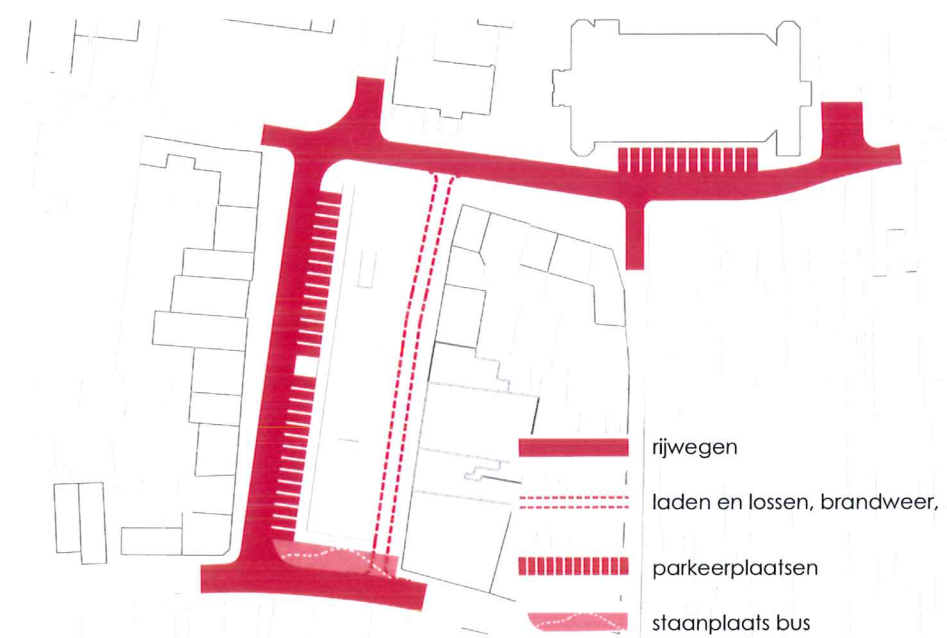 rijwegen
laden en lossen, brandweer,
parkeerplaatsen
staanplaats bus